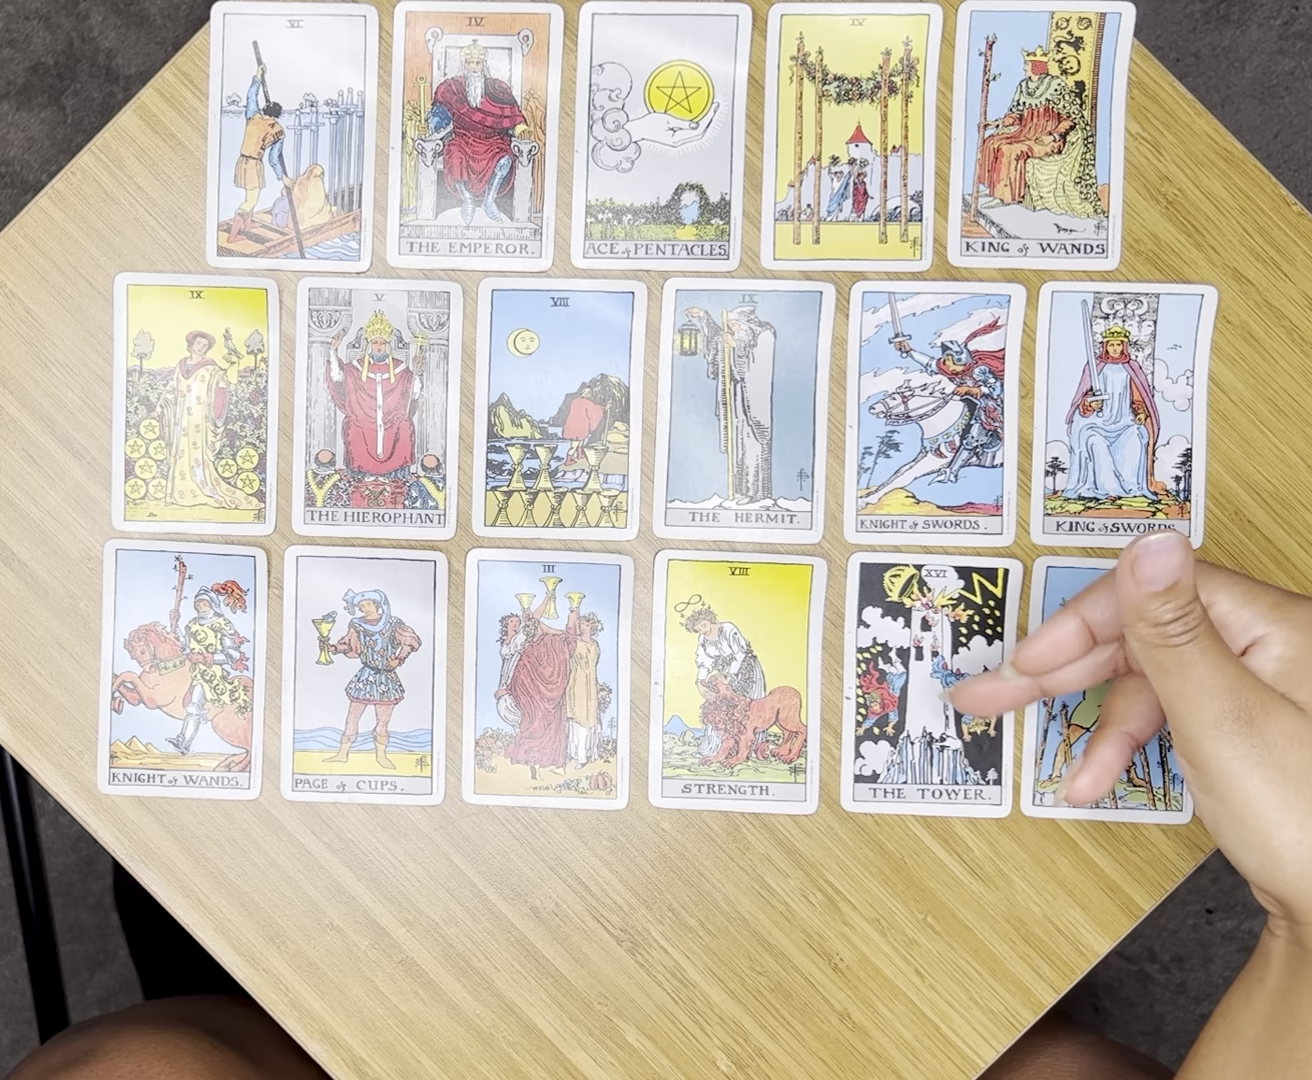 VI
IV
THE EMPEROR.
ACE of PENTACLES.
IV
KING of WANDS
IX
V
THE HIEROPHANT
VIII
IX
THE HERMIT.
KNIGHT of SWORDS.
KING of SWORDS
KNIGHT of WANDS.
PAGE of CUPS.
III
VIII
STRENGTH.
XVI
THE TOWER.